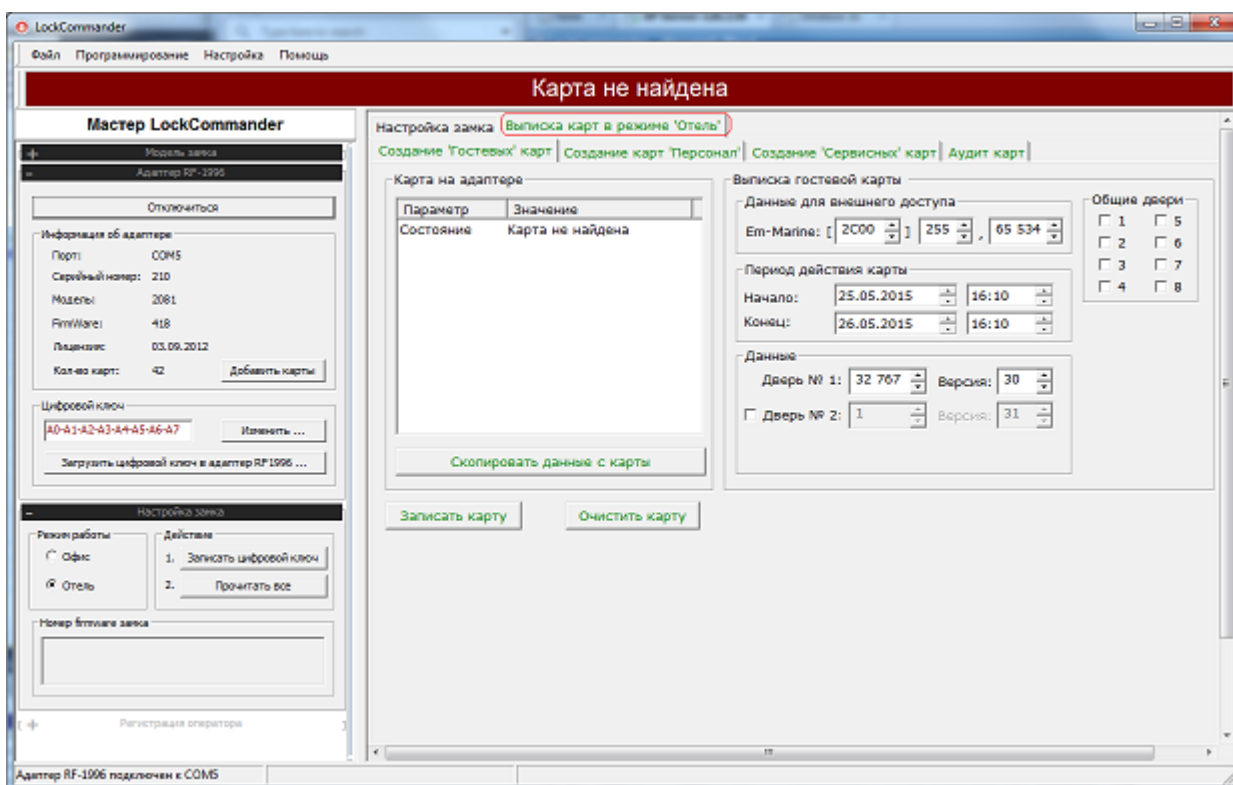 LockCommander
Файл Программирование Настройка Помощь
Карта не найдена
Мастер LockCommander
Модель замка
Адаптер RF-1996
Отключиться
Информация об адаптере
Порт: COM5
Серийный номер: 210
Модель: 2081
FirmWare: 418
Лицензия: 03.09.2012
Кол-во карт: 42 Добавить карты
Цифровой ключ
A0-A1-A2-A3-A4-A5-A6-A7 Изменить ...
Загрузить цифровой ключ в адаптер RF1996 ...
Настройка замка
Режим работы
Офис
Отель
Действие
1. Записать цифровой ключ
2. Прочитать все
Номер firmware замка
Регистрация оператора
Настройка замка Выписка карт в режиме 'Отель'
Создание 'Гостевых' карт Создание карт 'Персонал' Создание 'Сервисных' карт Аудит карт
Карта на адаптере
Параметр Значение
Состояние Карта не найдена
Скопировать данные с карты
Записать карту Очистить карту
Выписка гостевой карты
Данные для внешнего доступа
Em-Marine: [ 2C00 ] 255 , 65 534
Период действия карты
Начало: 25.05.2015 16:10
Конец: 26.05.2015 16:10
Данные
Дверь № 1: 32 767 Версия: 30
Дверь № 2: 1 Версия: 31
Общие двери
1 5
2 6
3 7
4 8
Адаптер RF-1996 подключен к COM5